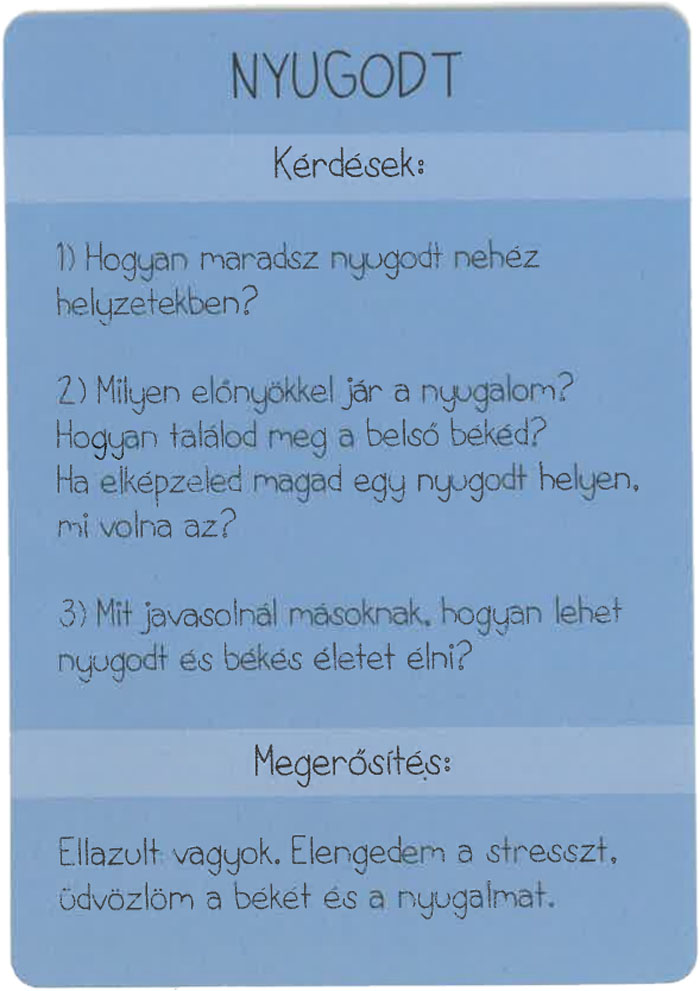 NYUGODT
Kérdések:
1) Hogyan maradsz nyugodt nehéz
helyzetekben?
2) Milyen előnyökkel jár a nyugalom?
Hogyan találod meg a belső békéd?
Ha elképzeled magad egy nyugodt helyen,
mi volna az?
3) Mit javasolnál másoknak, hogyan lehet
nyugodt és békés életet élni?
Megerősítés:
Ellazult vagyok. Elengedem a stresszt,
üdvözlöm a békét és a nyugalmat.